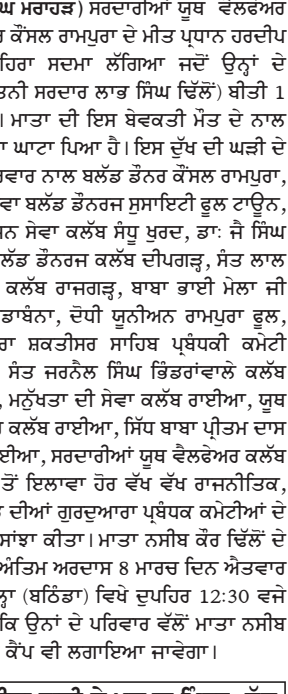 ਘ ਮਰਾਹੜ) ਸਰਦਾਰੀਆਂ ਯੂਥ ਵੈਲਫੇਅਰ
ਰ ਕੌਂਸਲ ਰਾਮਪੁਰਾ ਦੇ ਮੀਤ ਪ੍ਰਧਾਨ ਹਰਦੀਪ
ਹਿਰਾ ਸਦਮਾ ਲੱਗਿਆ ਜਦੋਂ ਉਨ੍ਹਾਂ ਦੇ
ਤਨੀ ਸਰਦਾਰ ਲਾਭ ਸਿੰਘ ਢਿੱਲੋਂ) ਬੀਤੀ 1
। ਮਾਤਾ ਦੀ ਇਸ ਬੇਵਕਤੀ ਮੌਤ ਦੇ ਨਾਲ
ਾ ਘਾਟਾ ਪਿਆ ਹੈ। ਇਸ ਦੁੱਖ ਦੀ ਘੜੀ ਦੇ
ਰਵਾਰ ਨਾਲ ਬਲੱਡ ਡੌਨਰ ਕੌਂਸਲ ਰਾਮਪੁਰਾ,
ਵਾ ਬਲੱਡ ਡੌਨਰਜ ਸੁਸਾਇਟੀ ਫੂਲ ਟਾਊਨ,
ਜਨ ਸੇਵਾ ਕਲੱਬ ਸੰਧੂ ਖੁਰਦ, ਡਾਃ ਜੈ ਸਿੰਘ
ਲੱਡ ਡੌਨਰਜ ਕਲੱਬ ਦੀਪਗੜ੍ਹ, ਸੰਤ ਲਾਲ
ਕਲੱਬ ਰਾਜਗੜ੍ਹ, ਬਾਬਾ ਭਾਈ ਮੇਲਾ ਜੀ
ਡਾਬੰਨਾ, ਦੋਧੀ ਯੂਨੀਅਨ ਰਾਮਪੁਰਾ ਫੂਲ,
ਰਾ ਸ਼ਕਤੀਸਰ ਸਾਹਿਬ ਪ੍ਰਬੰਧਕੀ ਕਮੇਟੀ
ਸੰਤ ਜਰਨੈਲ ਸਿੰਘ ਭਿੰਡਰਾਂਵਾਲੇ ਕਲੱਬ
, ਮਨੁੱਖਤਾ ਦੀ ਸੇਵਾ ਕਲੱਬ ਰਾਈਆ, ਯੂਥ
ਕਲੱਬ ਰਾਈਆ, ਸਿੱਧ ਬਾਬਾ ਪ੍ਰੀਤਮ ਦਾਸ
ਈਆ, ਸਰਦਾਰੀਆਂ ਯੂਥ ਵੈਲਫੇਅਰ ਕਲੱਬ
ਤੋਂ ਇਲਾਵਾ ਹੋਰ ਵੱਖ ਵੱਖ ਰਾਜਨੀਤਿਕ,
ਦੀਆਂ ਗੁਰਦੁਆਰਾ ਪ੍ਰਬੰਧਕ ਕਮੇਟੀਆਂ ਦੇ
ਸਾਂਝਾ ਕੀਤਾ। ਮਾਤਾ ਨਸੀਬ ਕੌਰ ਢਿੱਲੋਂ ਦੇ
ਅੰਤਿਮ ਅਰਦਾਸ 8 ਮਾਰਚ ਦਿਨ ਐਤਵਾਰ
ਲ੍ਹਾ (ਬਠਿੰਡਾ) ਵਿਖੇ ਦੁਪਹਿਰ 12:30 ਵਜੇ
ਕਿ ਉਨਾਂ ਦੇ ਪਰਿਵਾਰ ਵੱਲੋਂ ਮਾਤਾ ਨਸੀਬ
ਕੈਂਪ ਵੀ ਲਗਾਇਆ ਜਾਵੇਗਾ।